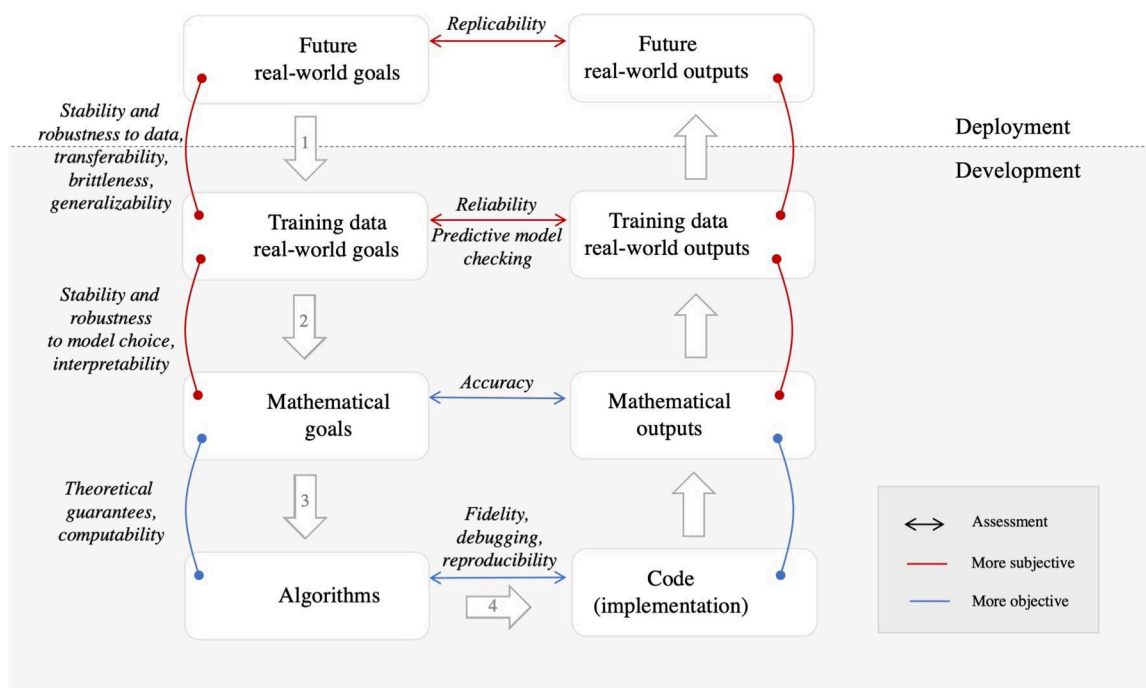 Replicability
Future
real-world goals
Future
real-world outputs
Stability and
robustness to data,
transferability,
brittleness,
generalizability
1
Deployment
Development
Training data
real-world goals
Reliability
Predictive model
checking
Training data
real-world outputs
Stability and
robustness
to model choice,
interpretability
2
Mathematical
goals
Accuracy
Mathematical
outputs
Theoretical
guarantees,
computability
3
Fidelity,
debugging,
reproducibility
Algorithms
4
Code
(implementation)
Assessment
More subjective
More objective